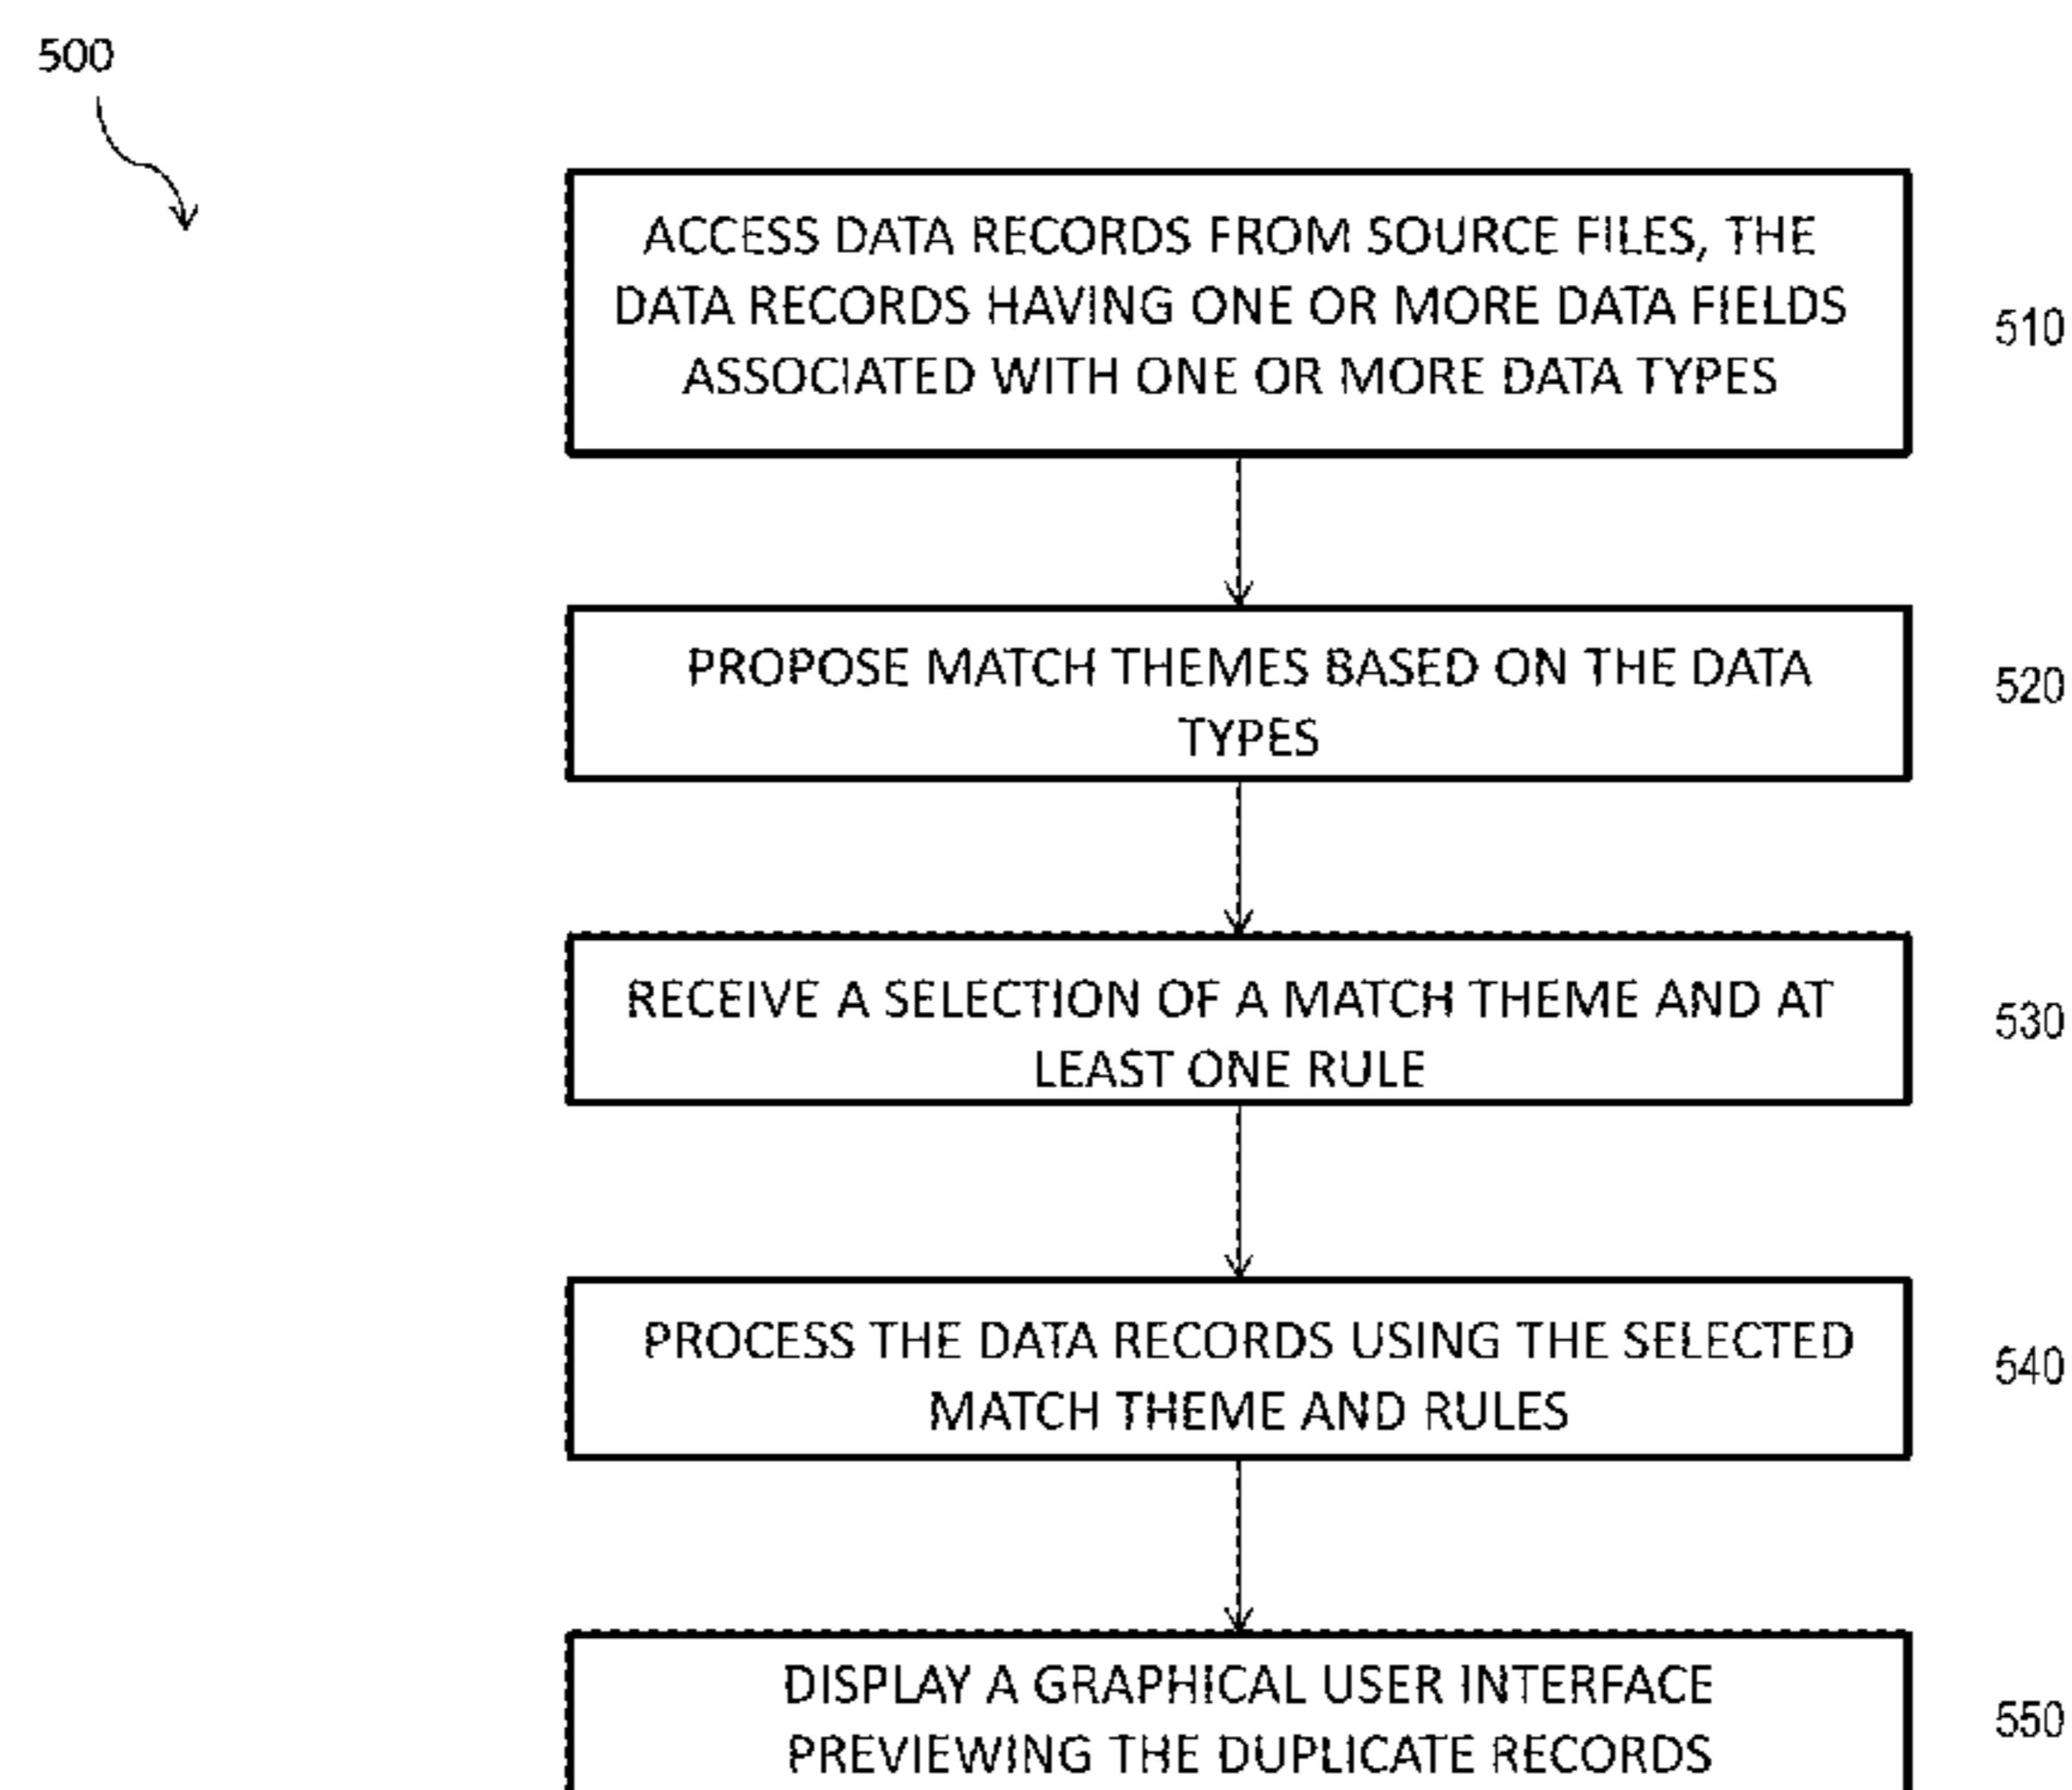 500
ACCESS DATA RECORDS FROM SOURCE FILES, THE
DATA RECORDS HAVING ONE OR MORE DATA FIELDS
ASSOCIATED WITH ONE OR MORE DATA TYPES
510
PROPOSE MATCH THEMES BASED ON THE DATA
TYPES
520
RECEIVE A SELECTION OF A MATCH THEME AND AT
LEAST ONE RULE
530
PROCESS THE DATA RECORDS USING THE SELECTED
MATCH THEME AND RULES
540
DISPLAY A GRAPHICAL USER INTERFACE
PREVIEWING THE DUPLICATE RECORDS
550